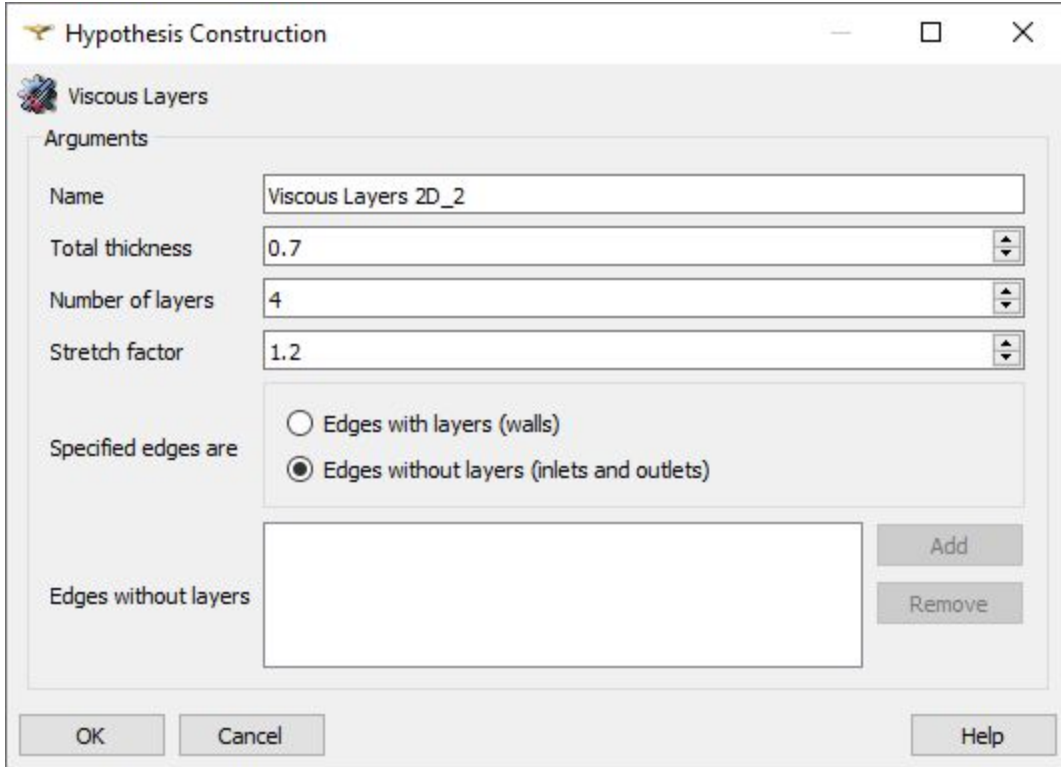 Hypothesis Construction
Viscous Layers
Arguments
Name Viscous Layers 2D_2
Total thickness 0.7
Number of layers 4
Stretch factor 1.2
Specified edges are
Edges with layers (walls)
Edges without layers (inlets and outlets)
Edges without layers
Add
Remove
OK Cancel Help